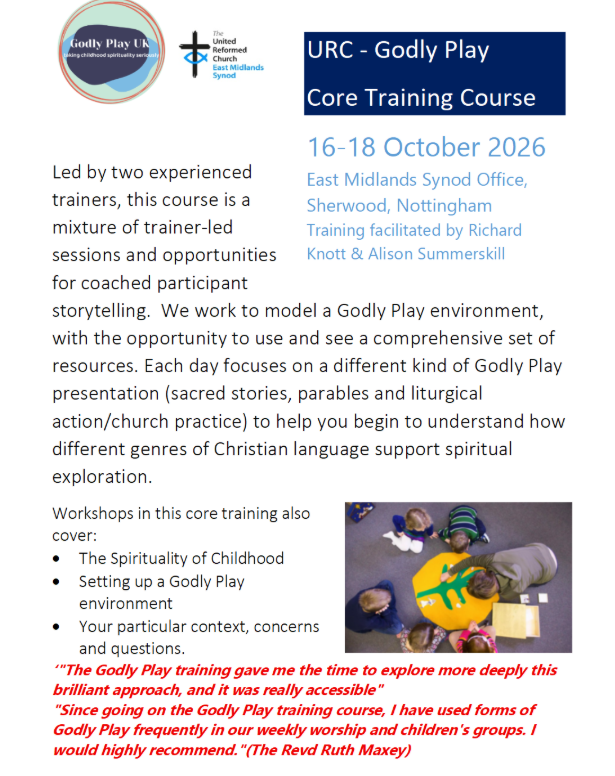 Godly Play UK
taking childhood spirituality seriously
The
United
Reformed
Church
East Midlands
Synod
URC - Godly Play
Core Training Course
16-18 October 2026
East Midlands Synod Office,
Sherwood, Nottingham
Training facilitated by Richard
Knott & Alison Summerskill
Led by two experienced
trainers, this course is a
mixture of trainer-led
sessions and opportunities
for coached participant
storytelling.  We work to model a Godly Play environment,
with the opportunity to use and see a comprehensive set of
resources. Each day focuses on a different kind of Godly Play
presentation (sacred stories, parables and liturgical
action/church practice) to help you begin to understand how
different genres of Christian language support spiritual
exploration.
Workshops in this core training also
cover:
• The Spirituality of Childhood
• Setting up a Godly Play
environment
• Your particular context, concerns
and questions.
‘"The Godly Play training gave me the time to explore more deeply this
brilliant approach, and it was really accessible"
"Since going on the Godly Play training course, I have used forms of
Godly Play frequently in our weekly worship and children's groups. I
would highly recommend."(The Revd Ruth Maxey)